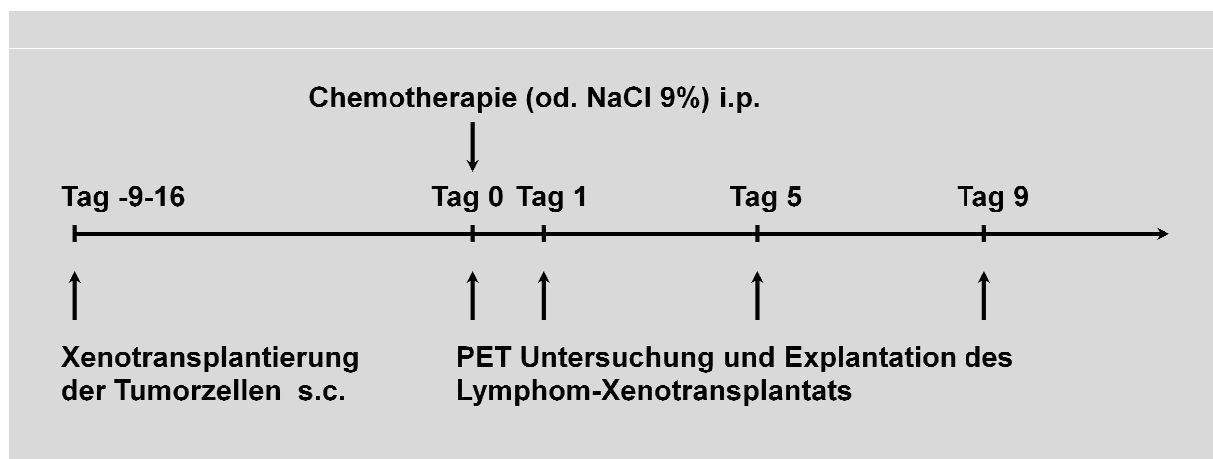 Chemotherapie (od. NaCl 9%) i.p.
Tag -9-16 Tag 0 Tag 1 Tag 5 Tag 9
Xenotransplantierung
der Tumorzellen s.c.
PET Untersuchung und Explantation des
Lymphom-Xenotransplantats